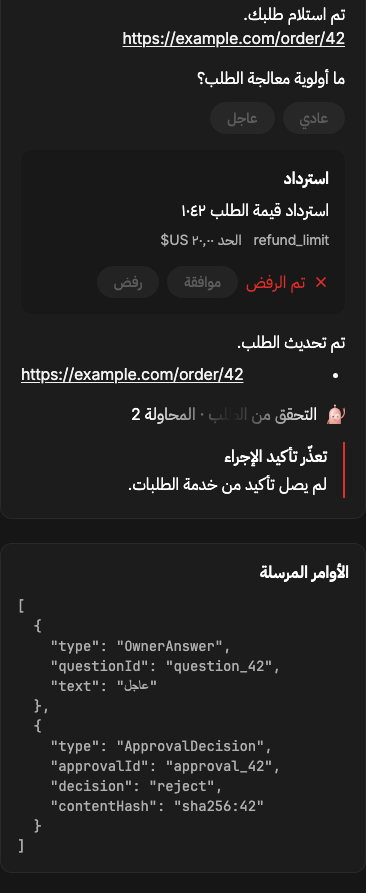 تم استلام طلبك.
https://example.com/order/42
ما أولوية معالجة الطلب؟
عادي
عاجل
استرداد
استرداد قيمة الطلب ١٠٤٢
refund_limit الحد ٢٠,٠٠ US$
× تم الرفض
موافقة
رفض
تم تحديث الطلب.
• https://example.com/order/42
التحقق من الطلب · المحاولة 2
تعذّر تأكيد الإجراء
لم يصل تأكيد من خدمة الطلبات.
الأوامر المرسلة
[
{
"type": "OwnerAnswer",
"questionId": "question_42",
"text": "عاجل"
},
{
"type": "ApprovalDecision",
"approvalId": "approval_42",
"decision": "reject",
"contentHash": "sha256:42"
}
]